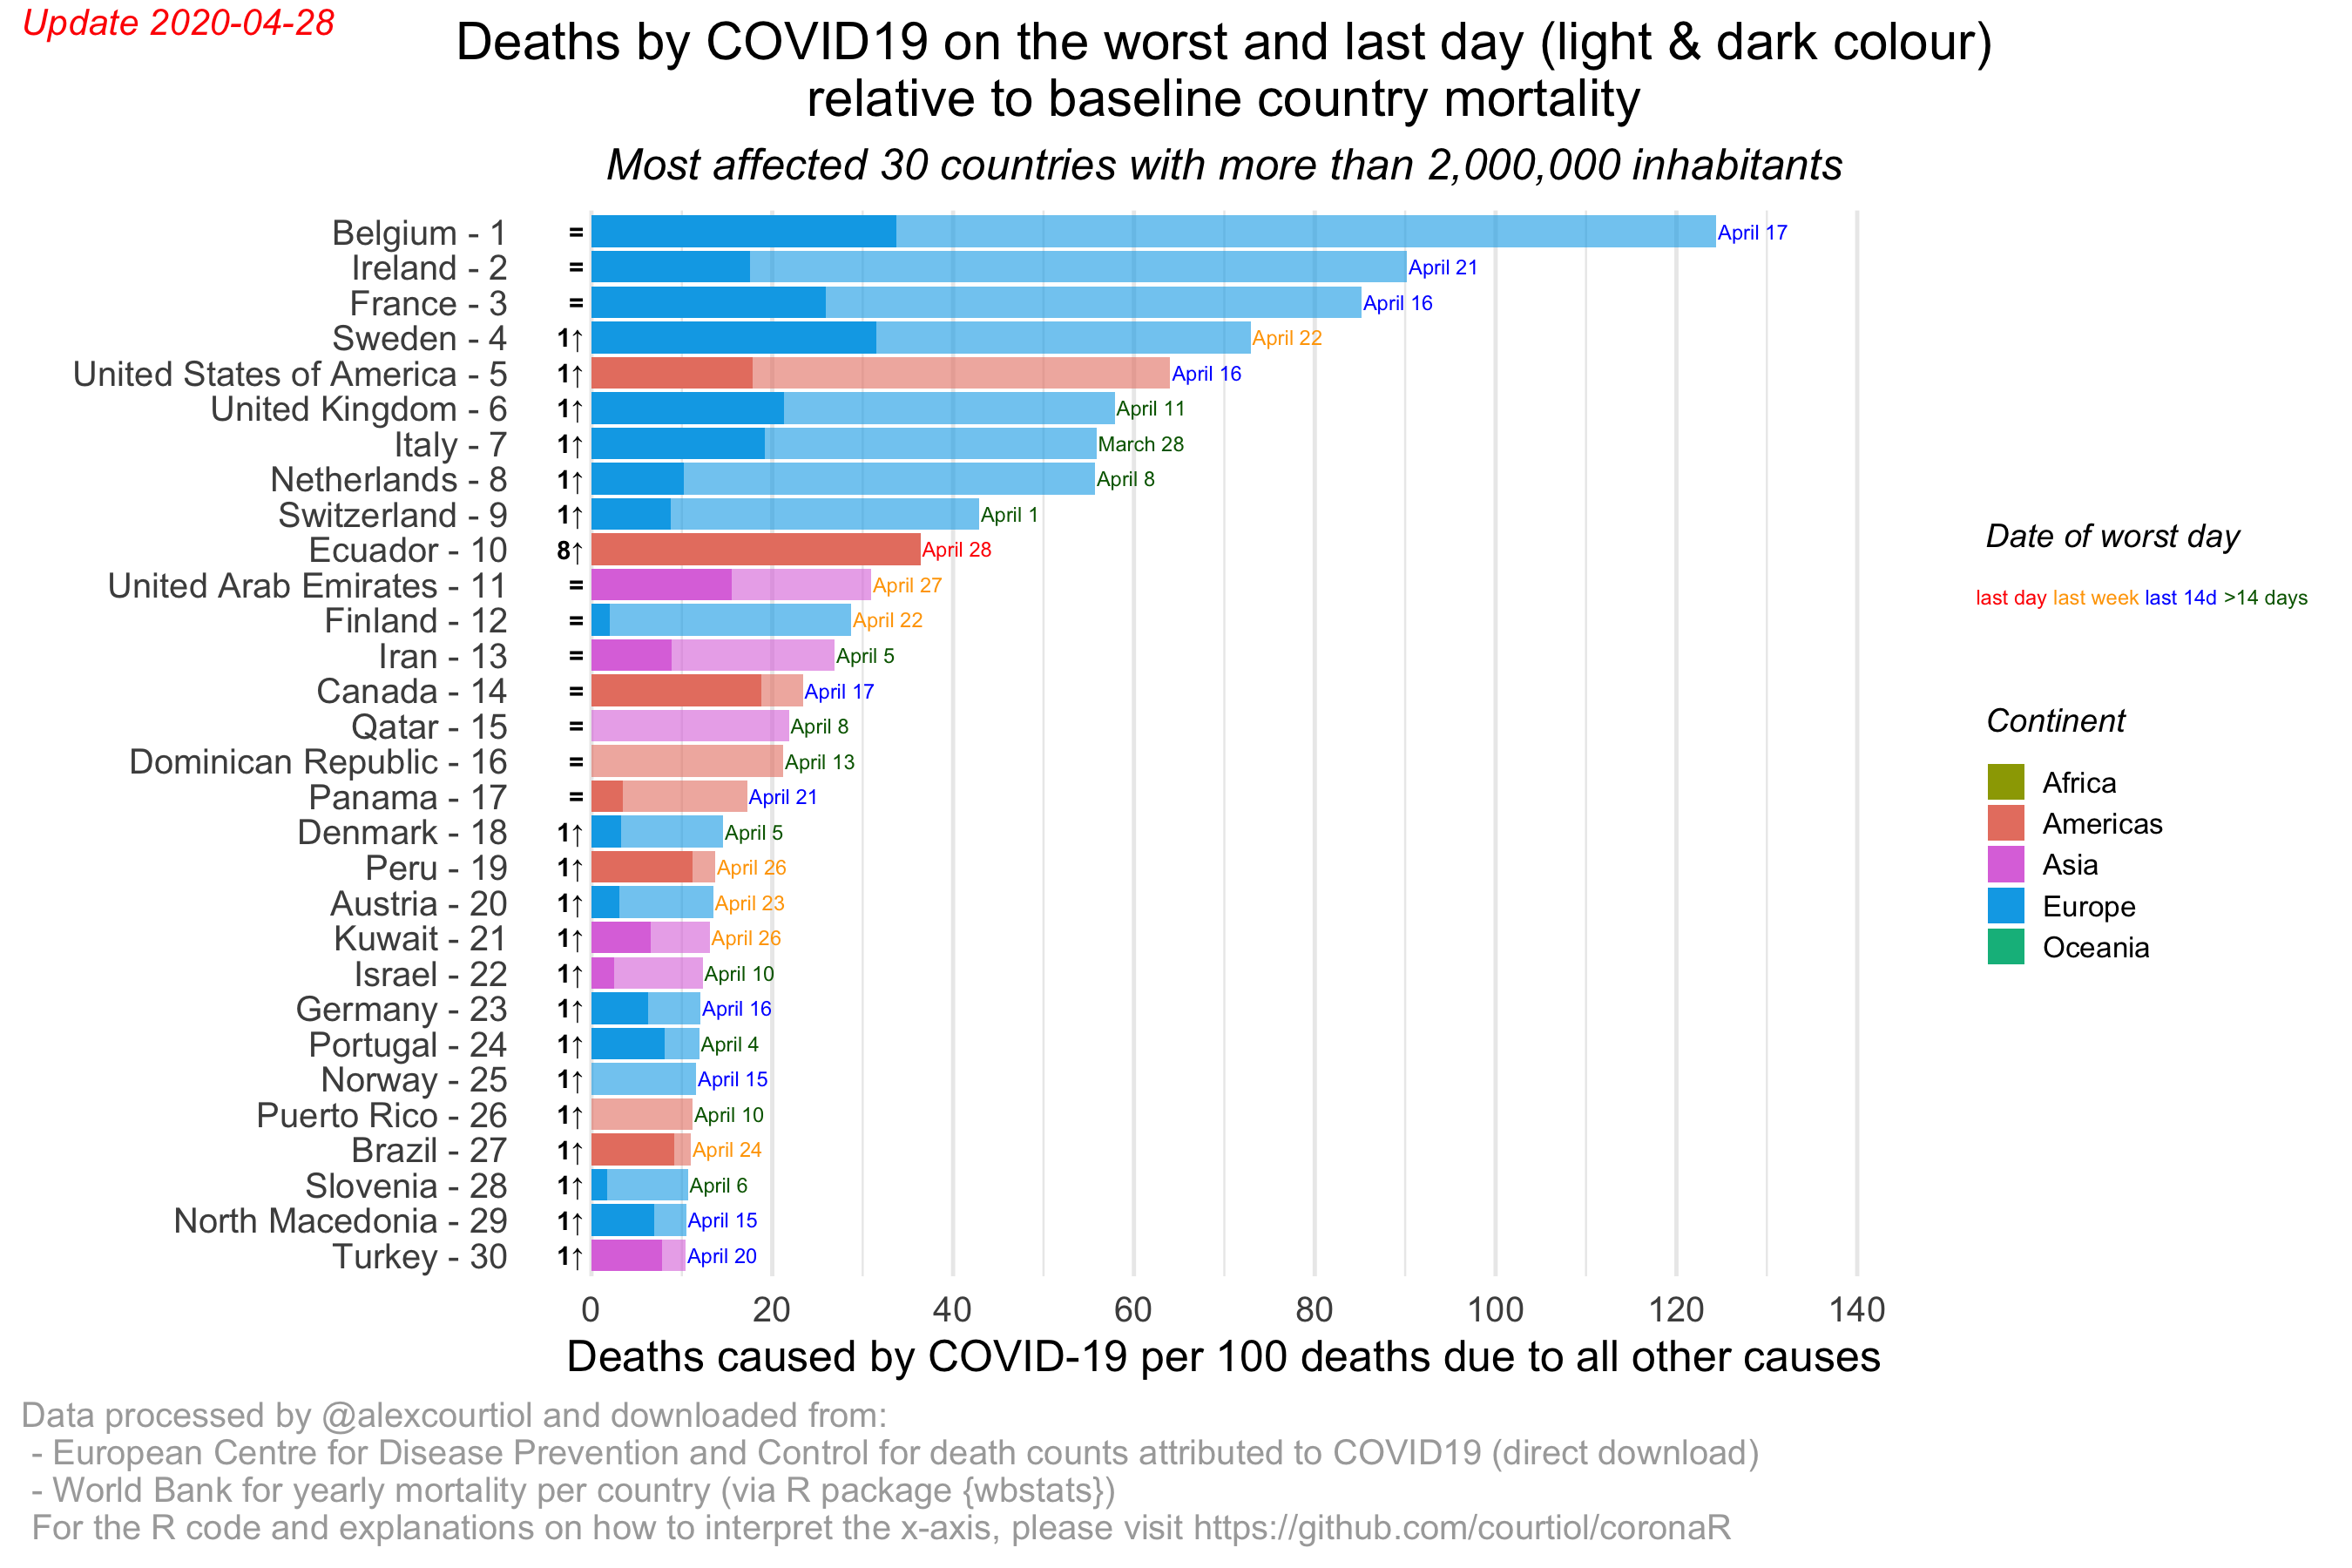 Update 2020-04-28
Deaths by COVID19 on the worst and last day (light & dark colour)
relative to baseline country mortality
Most affected 30 countries with more than 2,000,000 inhabitants
Belgium - 1 = April 17
Ireland - 2 = April 21
France - 3 = April 16
Sweden - 4 1↑ April 22
United States of America - 5 1↑ April 16
United Kingdom - 6 1↑ April 11
Italy - 7 1↑ March 28
Netherlands - 8 1↑ April 8
Switzerland - 9 1↑ April 1
Ecuador - 10 8↑ April 28
United Arab Emirates - 11 = April 27
Finland - 12 = April 22
Iran - 13 = April 5
Canada - 14 = April 17
Qatar - 15 = April 8
Dominican Republic - 16 = April 13
Panama - 17 = April 21
Denmark - 18 1↑ April 5
Peru - 19 1↑ April 26
Austria - 20 1↑ April 23
Kuwait - 21 1↑ April 26
Israel - 22 1↑ April 10
Germany - 23 1↑ April 16
Portugal - 24 1↑ April 4
Norway - 25 1↑ April 15
Puerto Rico - 26 1↑ April 10
Brazil - 27 1↑ April 24
Slovenia - 28 1↑ April 6
North Macedonia - 29 1↑ April 15
Turkey - 30 1↑ April 20
0 20 40 60 80 100 120 140
Deaths caused by COVID-19 per 100 deaths due to all other causes
Date of worst day
last day last week last 14d >14 days
Continent
Africa
Americas
Asia
Europe
Oceania
Data processed by @alexcourtiol and downloaded from:
- European Centre for Disease Prevention and Control for death counts attributed to COVID19 (direct download)
- World Bank for yearly mortality per country (via R package {wbstats})
For the R code and explanations on how to interpret the x-axis, please visit https://github.com/courtiol/coronaR